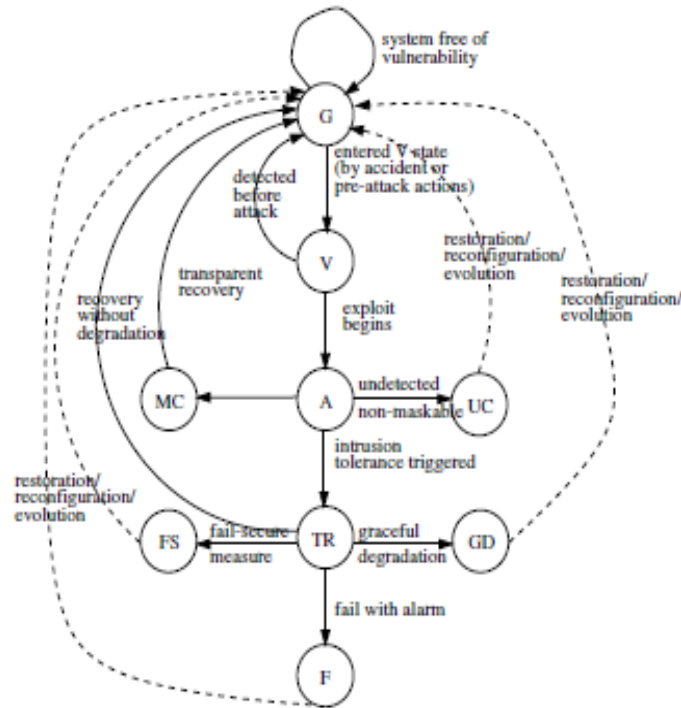 system free of
vulnerability
G
entered V state
(by accident or
pre-attack actions)
detected
before
attack
V
restoration/
reconfiguration/
evolution
transparent
recovery
restoration/
reconfiguration/
evolution
recovery
without
degradation
exploit
begins
MC
A
undetected
non-maskable
UC
intrusion
tolerance triggered
restoration/
reconfiguration/
evolution
FS
fail-secure
measure
TR
graceful
degradation
GD
fail with alarm
F